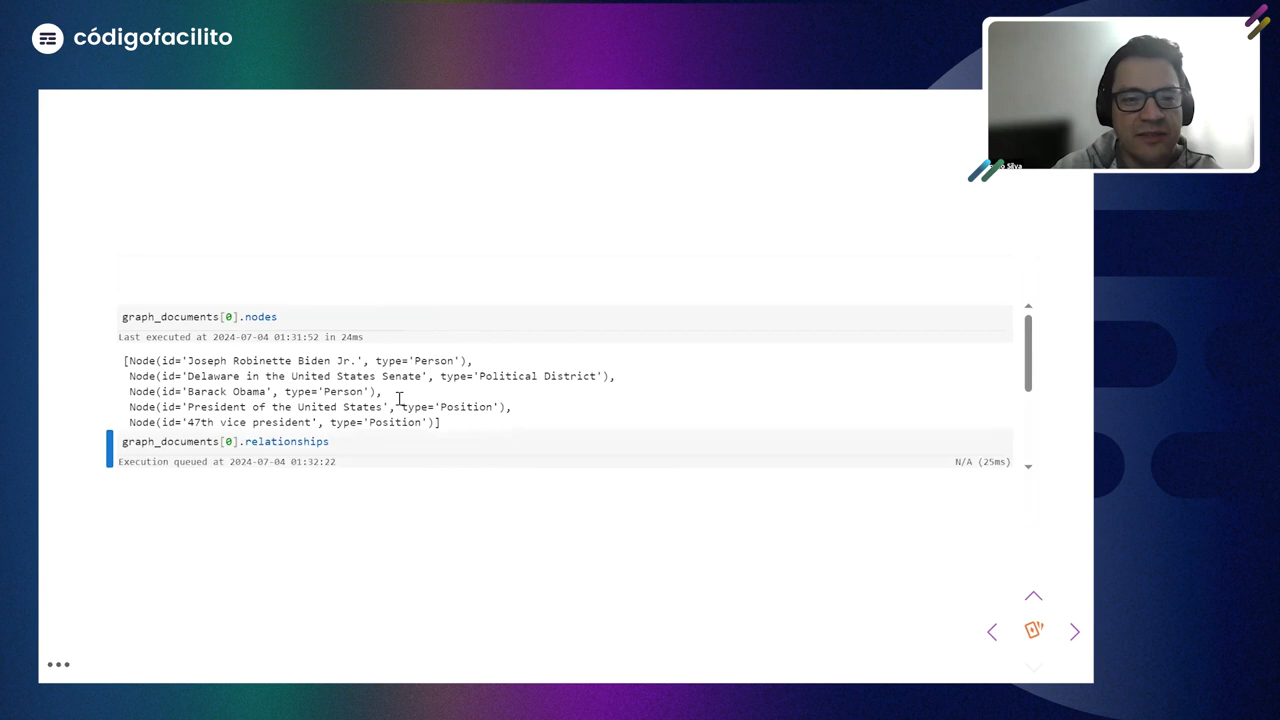 códigofacilito
Silva
graph_documents[0].nodes
Last executed at 2024-07-04 01:31:52 in 24ms
[Node(id='Joseph Robinette Biden Jr.', type='Person'),
Node(id='Delaware in the United States Senate', type='Political District'),
Node(id='Barack Obama', type='Person'),
Node(id='President of the United States', type='Position'),
Node(id='47th vice president', type='Position')]
graph_documents[0].relationships
Execution queued at 2024-07-04 01:32:22
N/A (25ms)